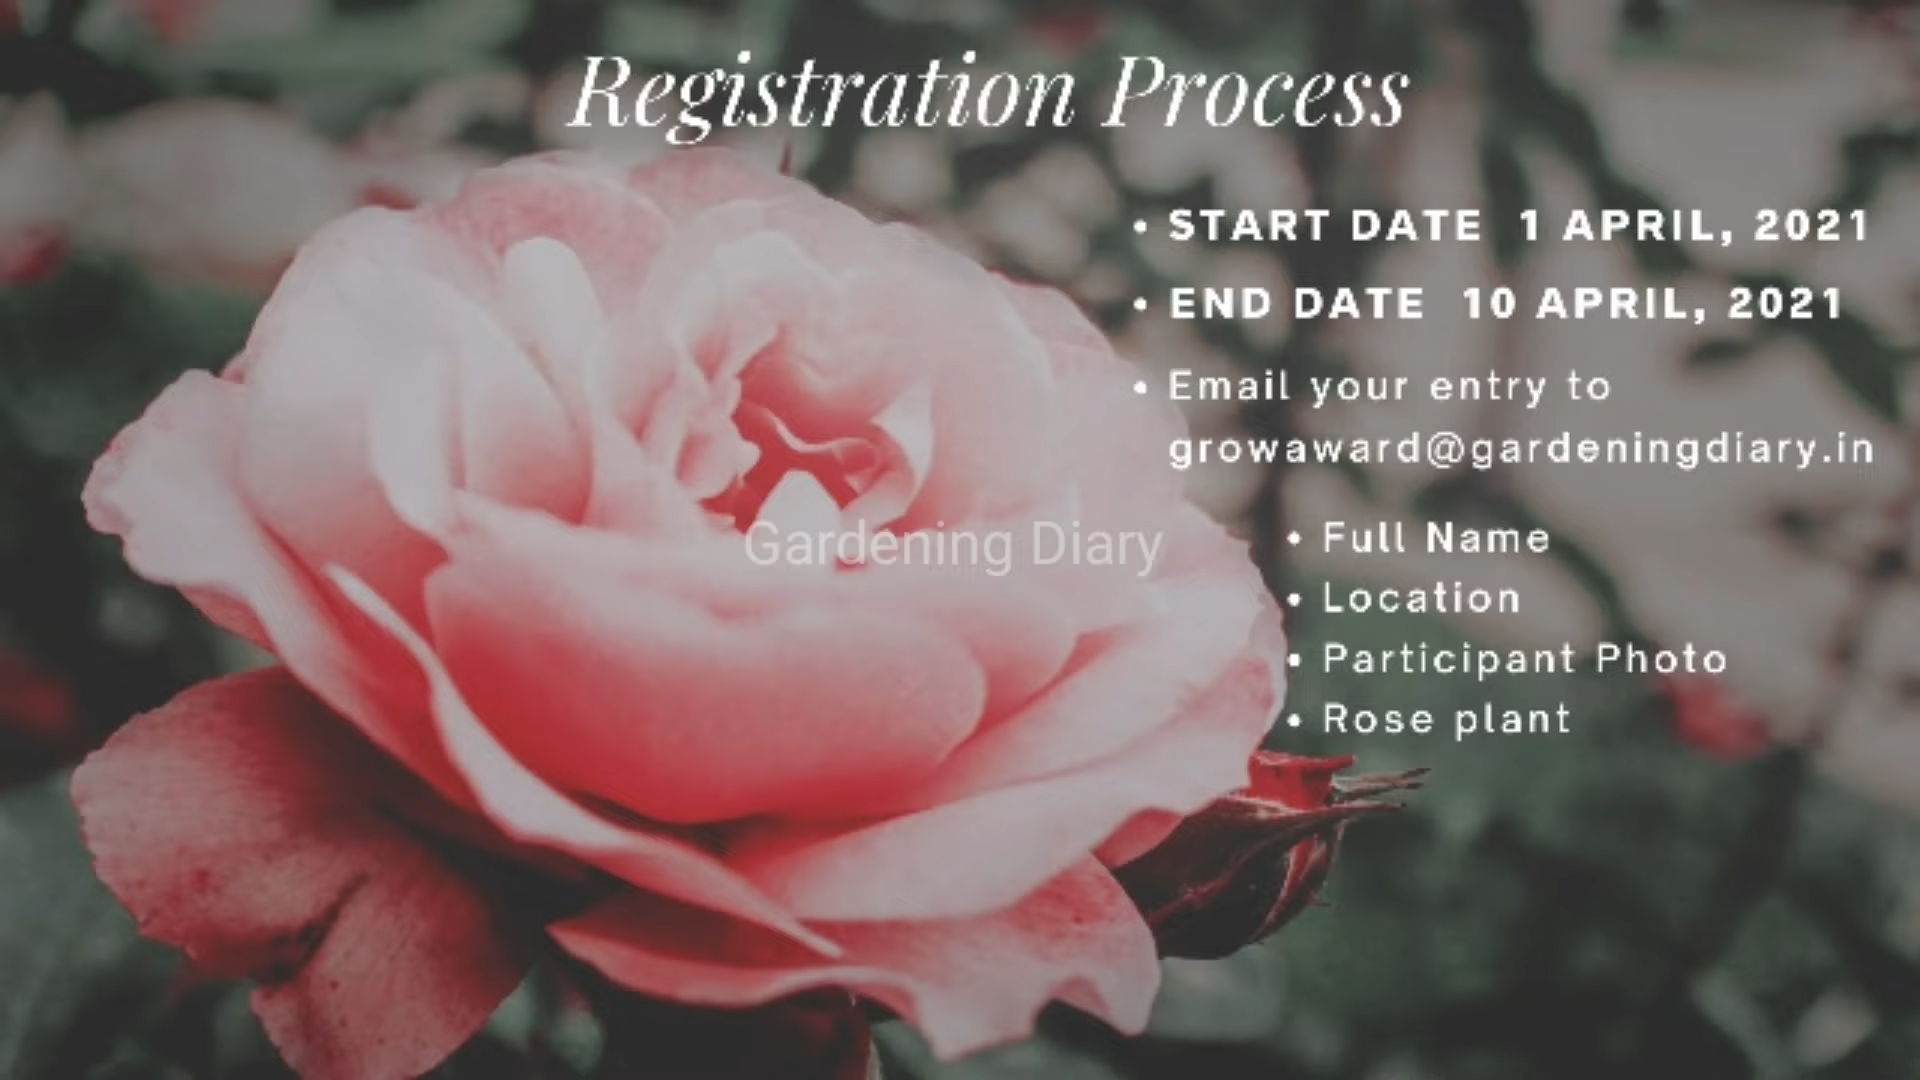 Registration Process
• START DATE 1 APRIL, 2021
• END DATE 10 APRIL, 2021
• Email your entry to
growaward@gardeningdiary.in
Gardening Diary
• Full Name
• Location
• Participant Photo
• Rose plant